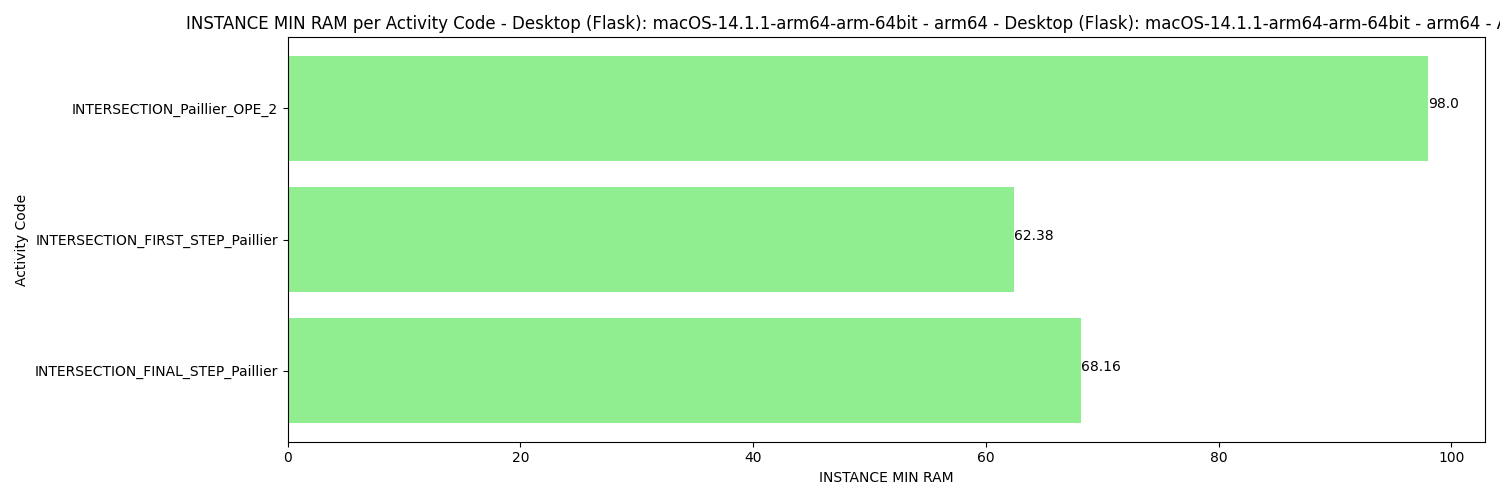 INSTANCE MIN RAM per Activity Code - Desktop (Flask): macOS-14.1.1-arm64-arm-64bit - arm64 - Desktop (Flask): macOS-14.1.1-arm64-arm-64bit - arm64 -
INTERSECTION_Paillier_OPE_2
98.0
INTERSECTION_FIRST_STEP_Paillier
62.38
INTERSECTION_FINAL_STEP_Paillier
68.16
Activity Code
0 20 40 60 80 100
INSTANCE MIN RAM